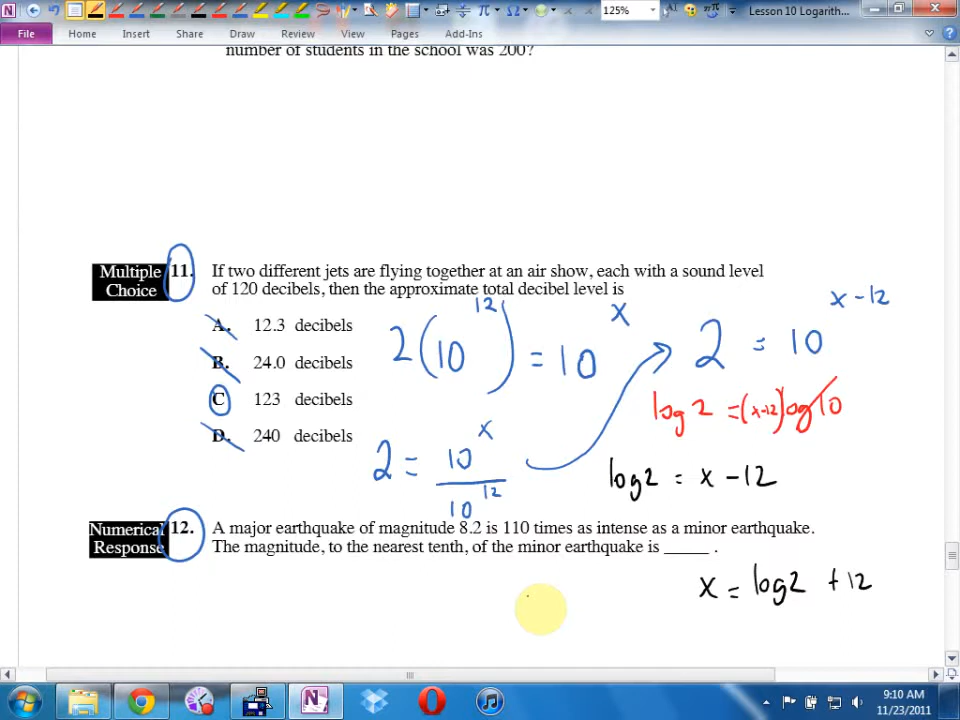 125%
Lesson 10 Logarith...
File Home Insert Share Draw Review View Pages Add-Ins
number of students in the school was 200?
Multiple Choice
11. If two different jets are flying together at an air show, each with a sound level
of 120 decibels, then the approximate total decibel level is
A. 12.3 decibels
B. 24.0 decibels
C 123 decibels
D. 240 decibels
2(10^12) = 10^x
2 = 10^x / 10^12
2 = 10^(x-12)
log 2 = (x-12) log 10
log2 = x - 12
Numerical Response
12. A major earthquake of magnitude 8.2 is 110 times as intense as a minor earthquake.
The magnitude, to the nearest tenth, of the minor earthquake is _____ .
x = log2 + 12
9:10 AM
11/23/2011